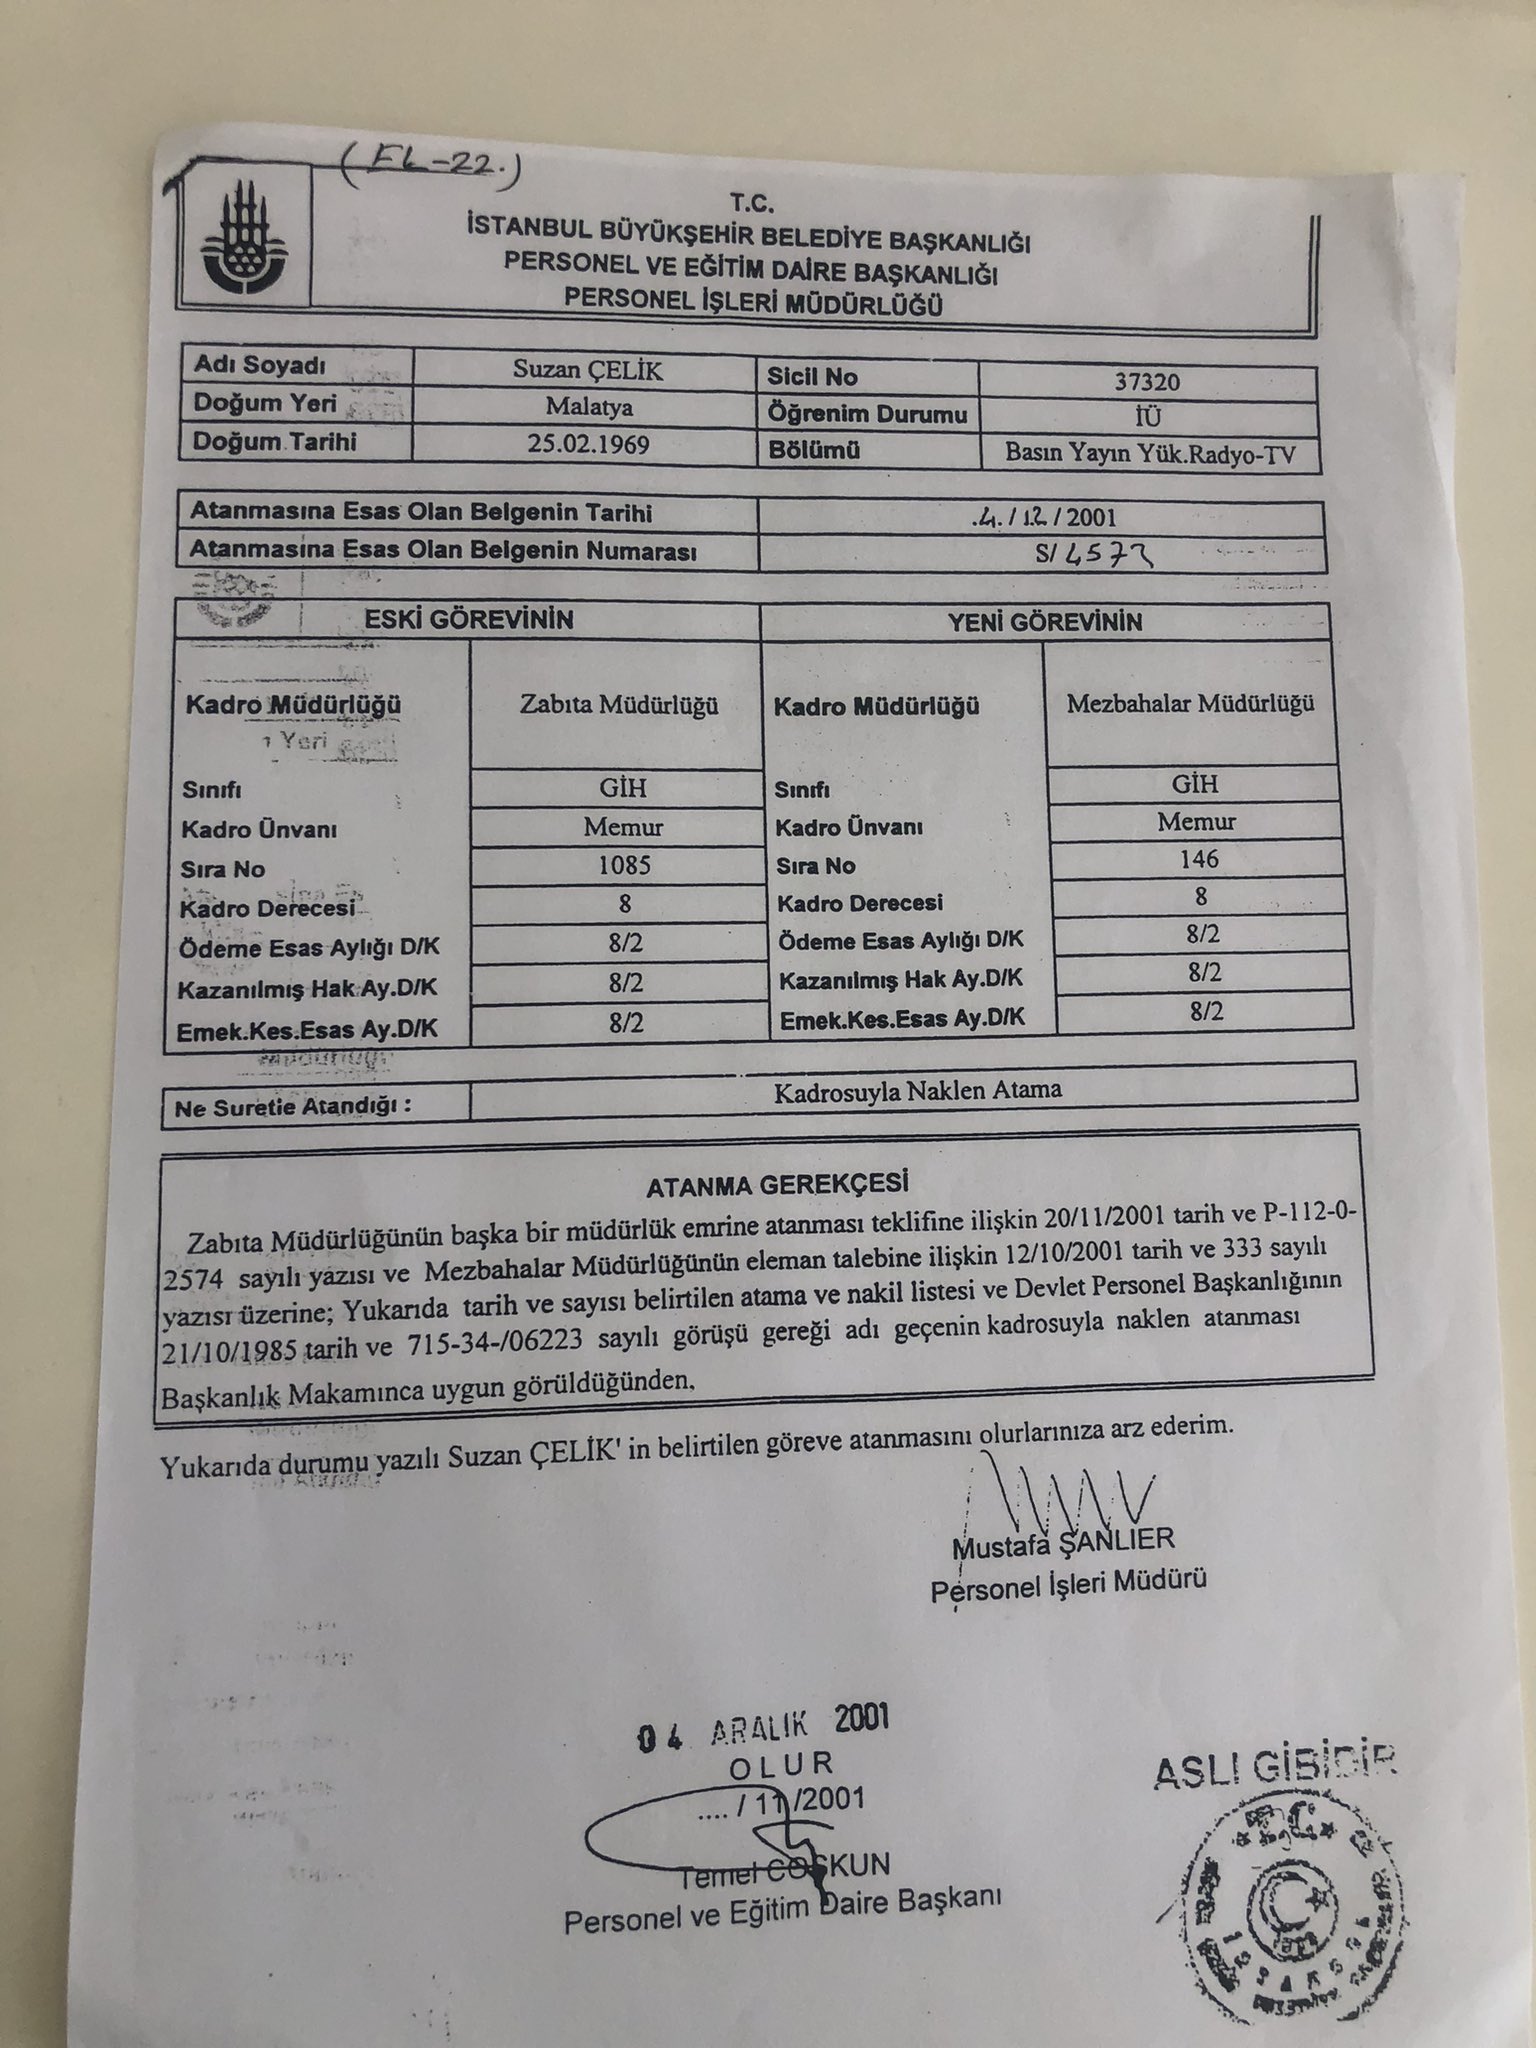 (EK-22.)
T.C.
İSTANBUL BÜYÜKŞEHİR BELEDİYE BAŞKANLIĞI
PERSONEL VE EĞİTİM DAİRE BAŞKANLIĞI
PERSONEL İŞLERİ MÜDÜRLÜĞÜ
Adı Soyadı Suzan ÇELİK Sicil No 37320
Doğum Yeri Malatya Öğrenim Durumu İÜ
Doğum Tarihi 25.02.1969 Bölümü Basın Yayın Yük.Radyo-TV
Atanmasına Esas Olan Belgenin Tarihi .4./12/2001
Atanmasına Esas Olan Belgenin Numarası S/4572
ESKİ GÖREVİNİN YENİ GÖREVİNİN
Kadro Müdürlüğü Zabıta Müdürlüğü Kadro Müdürlüğü Mezbahalar Müdürlüğü
Yeri
Sınıfı GİH Sınıfı GİH
Kadro Ünvanı Memur Kadro Ünvanı Memur
Sıra No 1085 Sıra No 146
Kadro Derecesi 8 Kadro Derecesi 8
Ödeme Esas Aylığı D/K 8/2 Ödeme Esas Aylığı D/K 8/2
Kazanılmış Hak Ay.D/K 8/2 Kazanılmış Hak Ay.D/K 8/2
Emek.Kes.Esas Ay.D/K 8/2 Emek.Kes.Esas Ay.D/K 8/2
Ne Suretle Atandığı : Kadrosuyla Naklen Atama
ATANMA GEREKÇESİ
Zabıta Müdürlüğünün başka bir müdürlük emrine atanması teklifine ilişkin 20/11/2001 tarih ve P-112-0-
2574 sayılı yazısı ve Mezbahalar Müdürlüğünün eleman talebine ilişkin 12/10/2001 tarih ve 333 sayılı
yazısı üzerine; Yukarıda tarih ve sayısı belirtilen atama ve nakil listesi ve Devlet Personel Başkanlığının
21/10/1985 tarih ve 715-34-/06223 sayılı görüşü gereği adı geçenin kadrosuyla naklen atanması
Başkanlık Makamınca uygun görüldüğünden.
Yukarıda durumu yazılı Suzan ÇELİK' in belirtilen göreve atanmasını olurlarınıza arz ederim.
Mustafa ŞANLIER
Personel İşleri Müdürü
04 ARALIK 2001
OLUR
.... / 11 /2001
Temel COŞKUN
Personel ve Eğitim Daire Başkanı
ASLI GİBİDİR
T.C.